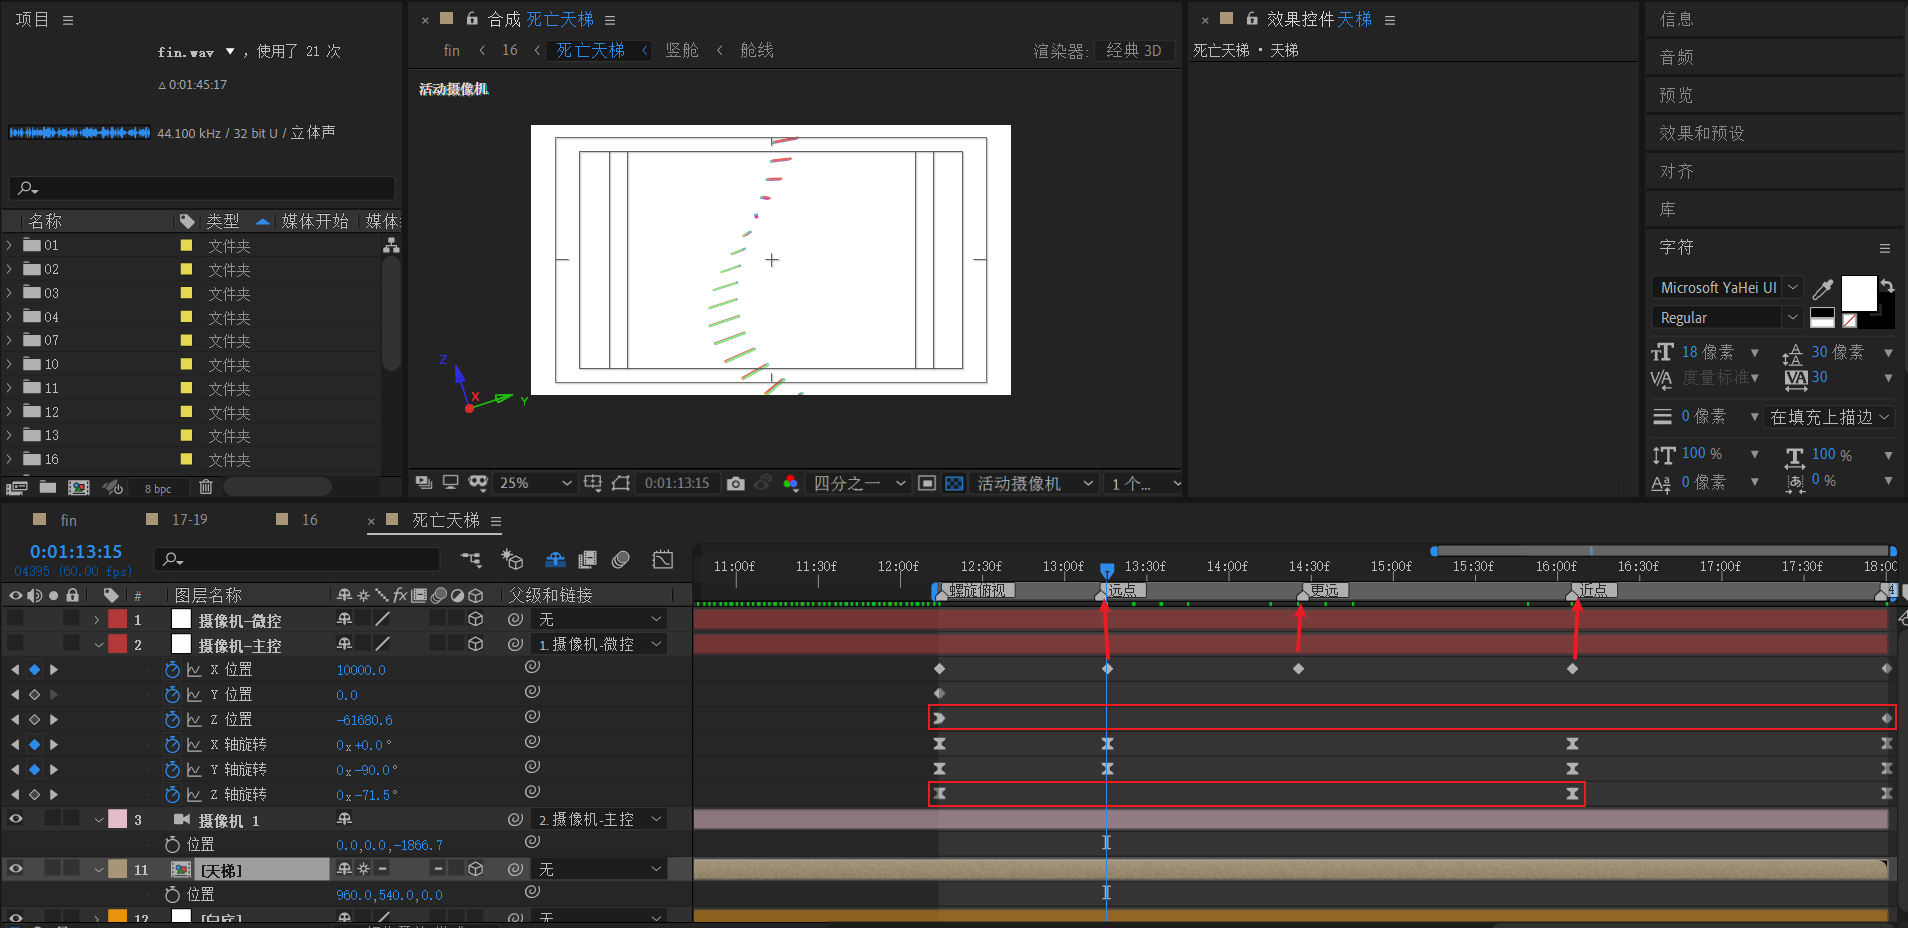 项目
fin.wav ▼ ，使用了 21 次
△ 0:01:45:17
44.100 kHz / 32 bit U / 立体声
名称 类型 媒体开始 媒体
01 文件夹
02 文件夹
03 文件夹
04 文件夹
07 文件夹
10 文件夹
11 文件夹
12 文件夹
13 文件夹
16 文件夹
8 bpc
× 合成 死亡天梯
fin 16 死亡天梯 竖舱 舱线
渲染器: 经典 3D
活动摄像机
Z
X
Y
25% 0:01:13:15 四分之一 活动摄像机 1 个...
× 效果控件 天梯
死亡天梯 • 天梯
信息
音频
预览
效果和预设
对齐
库
字符
Microsoft YaHei UI
Regular
18 像素 30 像素
度量标准 30
0 像素 在填充上描边
100 % 100 %
0 像素 0 %
fin 17-19 16 × 死亡天梯
0:01:13:15
04395 (60.00 fps)
11:00f 11:30f 12:00f 12:30f 13:00f 13:30f 14:00f 14:30f 15:00f 15:30f 16:00f 16:30f 17:00f 17:30f 18:00
# 图层名称 父级和链接
螺旋俯视 远点 更远 近点 4
1 摄像机-微控 无
2 摄像机-主控 1. 摄像机-微控
X 位置 10000.0
Y 位置 0.0
Z 位置 -61680.6
X 轴旋转 0x+0.0°
Y 轴旋转 0x-90.0°
Z 轴旋转 0x-71.5°
3 摄像机 1 2. 摄像机-主控
位置 0.0,0.0,-1866.7
11 [天梯] 无
位置 960.0,540.0,0.0
12 [白底] 无